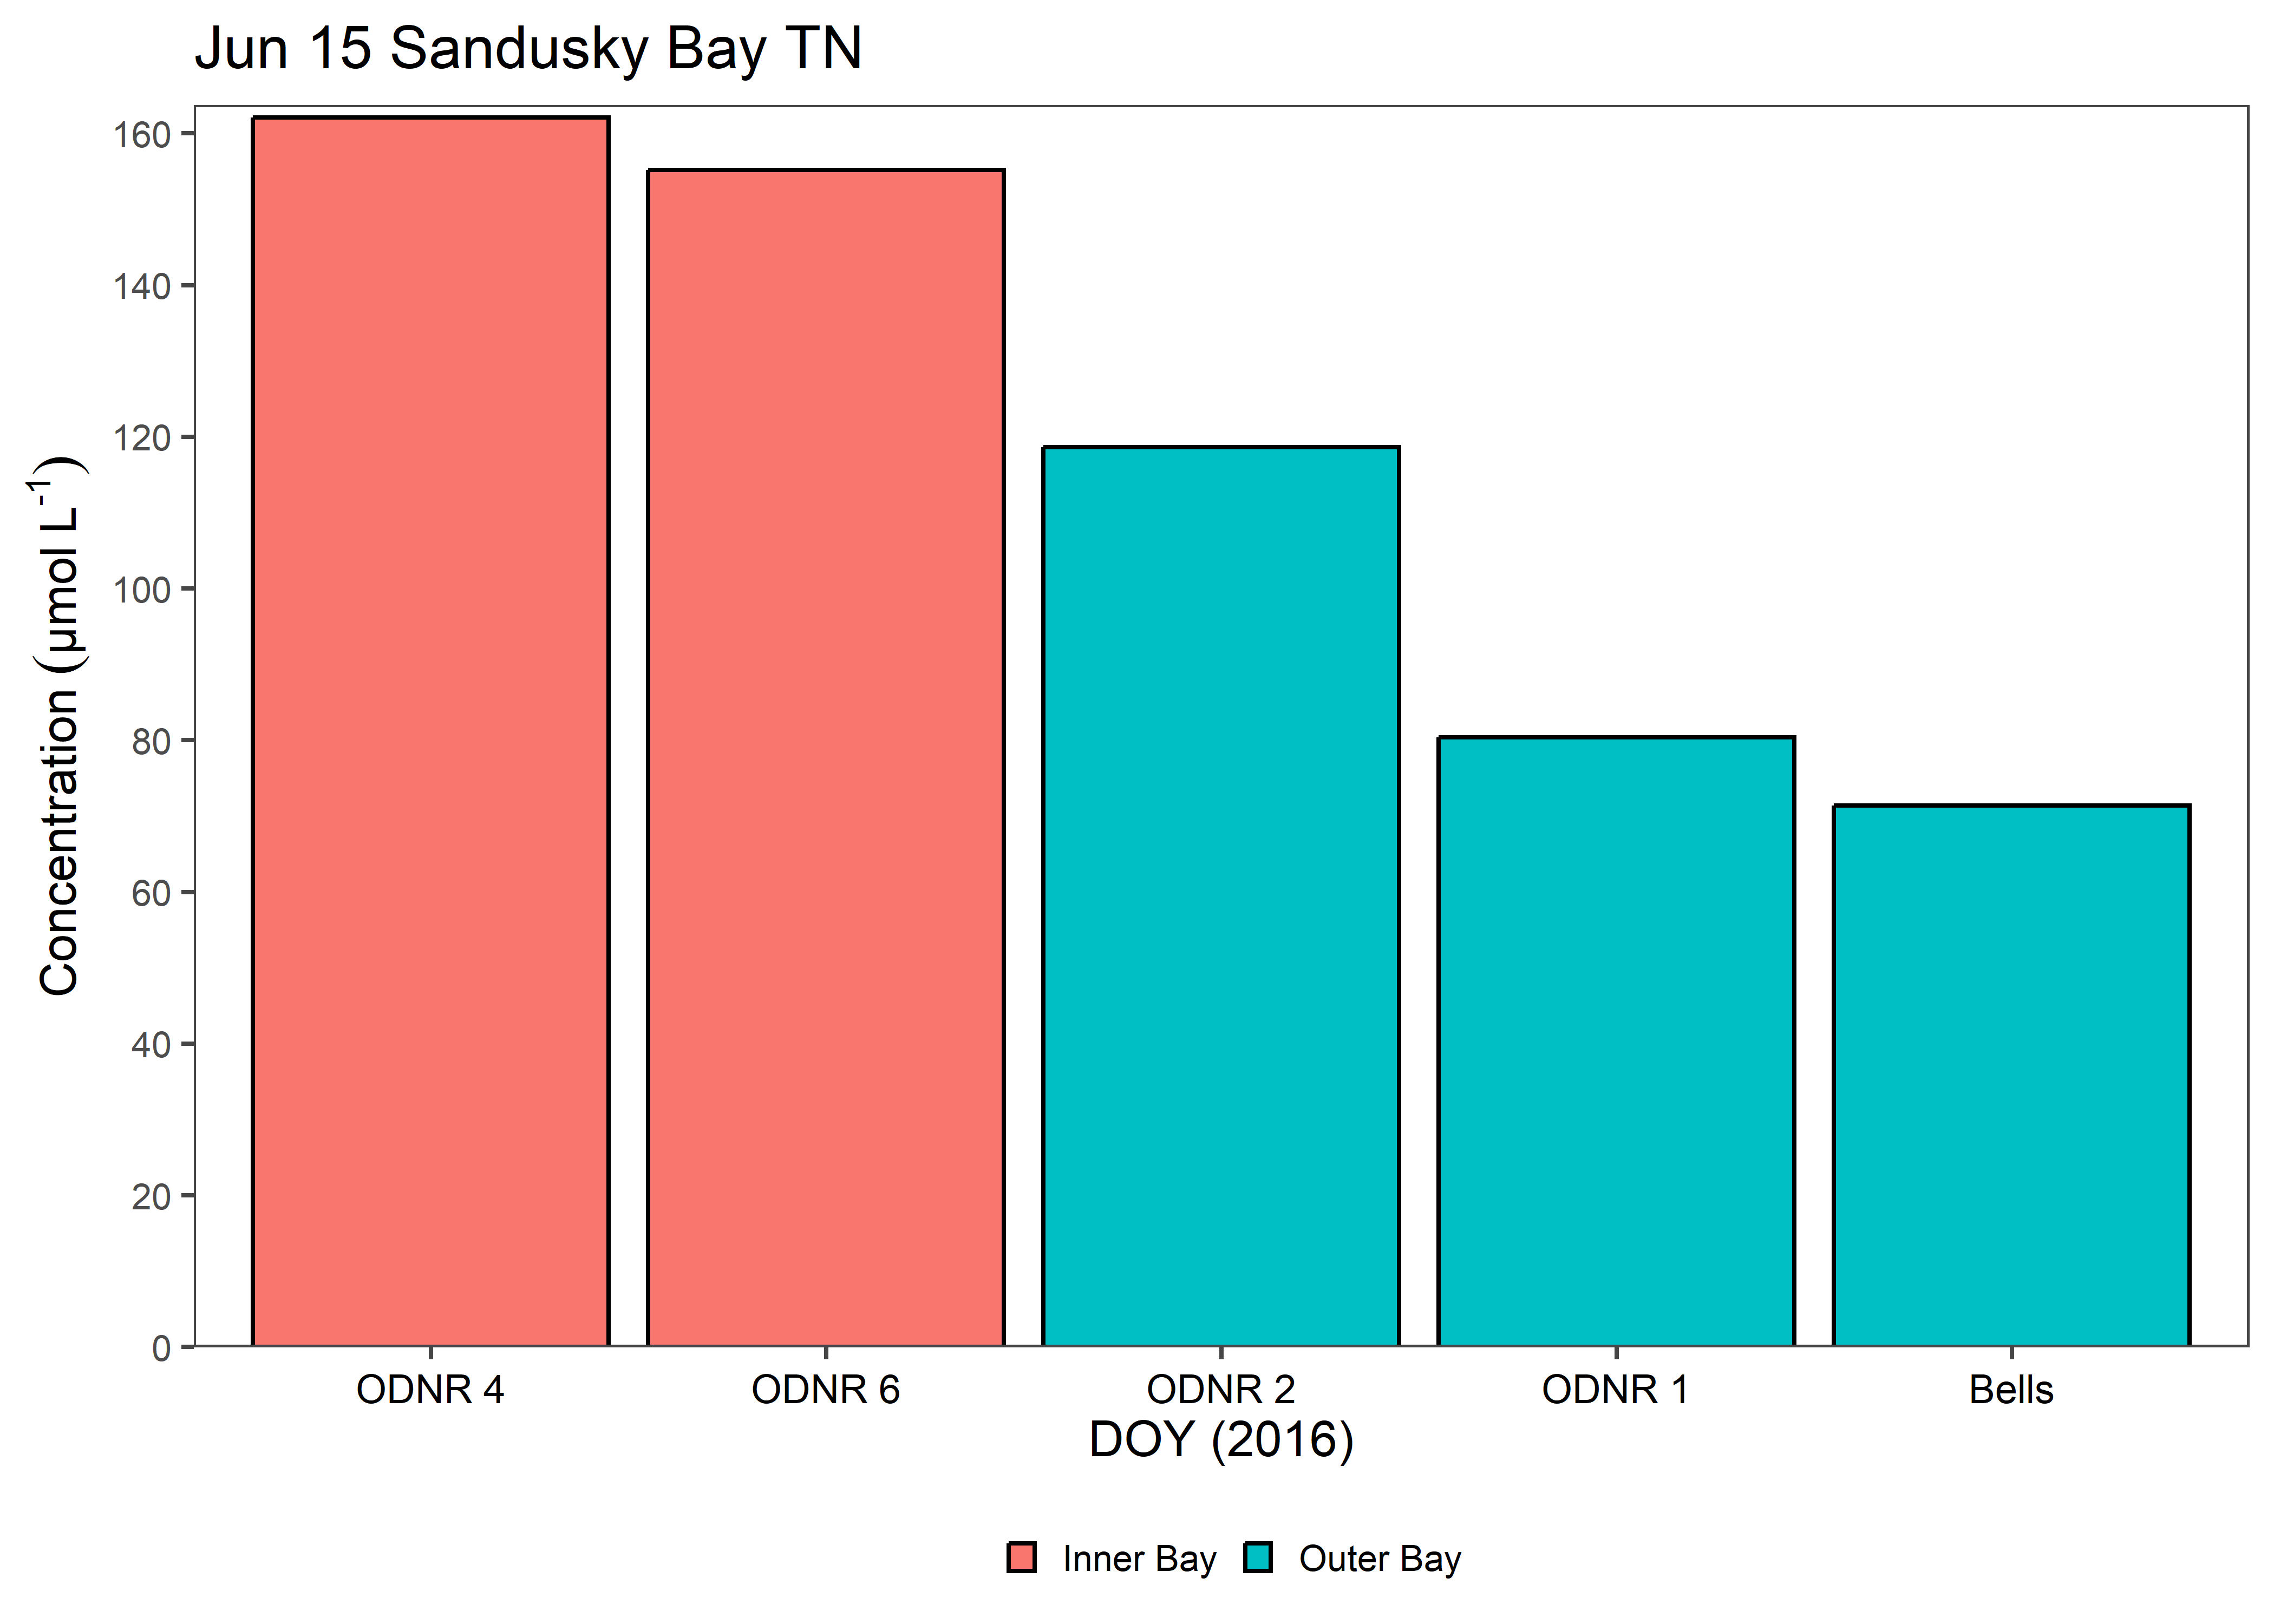 Jun 15 Sandusky Bay TN
Concentration (µmol L⁻¹)
160
140
120
100
80
60
40
20
0
ODNR 4 ODNR 6 ODNR 2 ODNR 1 Bells
DOY (2016)
Inner Bay Outer Bay